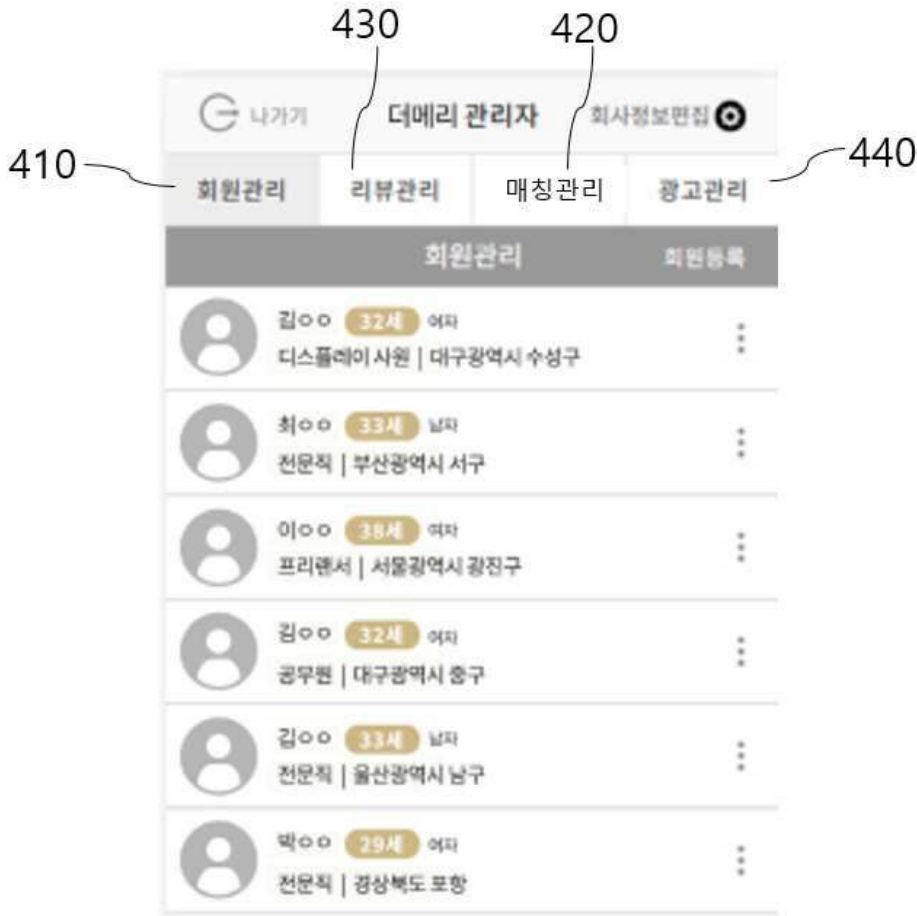 430 420
나가기 더메리 관리자 회사정보편집
410 440
회원관리 리뷰관리 매칭관리 광고관리
회원관리 회원등록
김ㅇㅇ 32세 여자
디스플레이 사원 | 대구광역시 수성구
최ㅇㅇ 33세 남자
전문직 | 부산광역시 서구
이ㅇㅇ 38세 여자
프리랜서 | 서울광역시 광진구
김ㅇㅇ 32세 여자
공무원 | 대구광역시 중구
김ㅇㅇ 33세 남자
전문직 | 울산광역시 남구
박ㅇㅇ 29세 여자
전문직 | 경상북도 포항